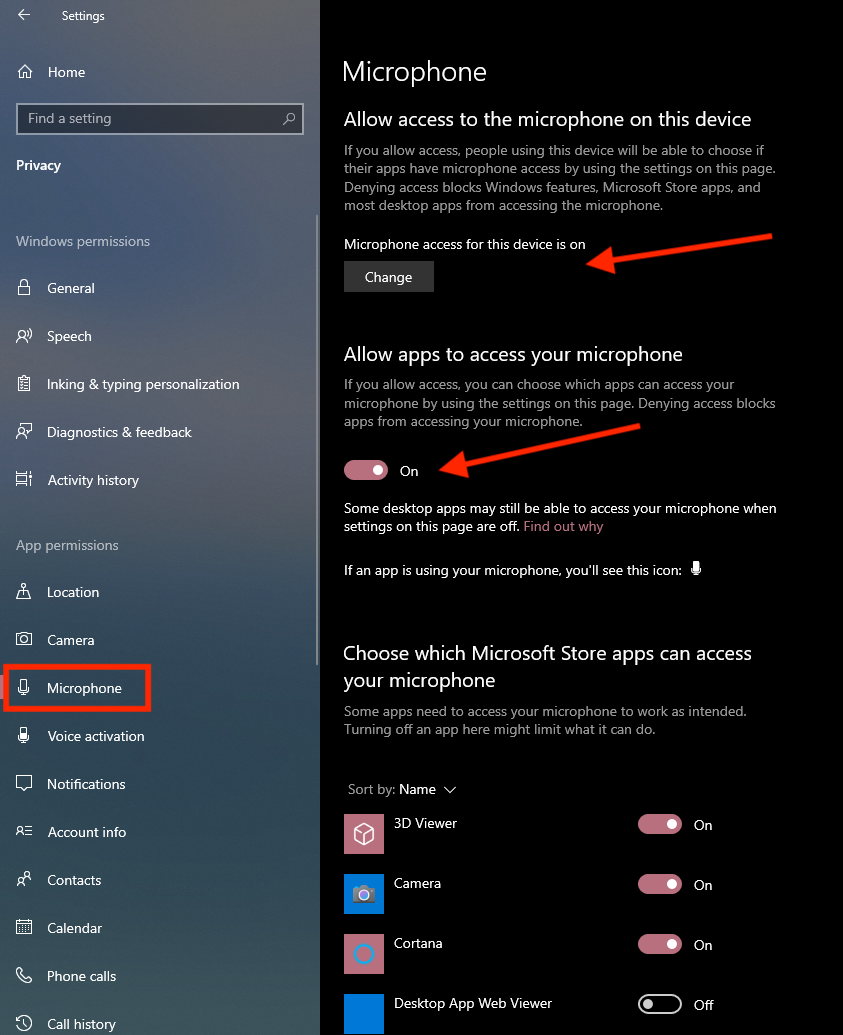 Settings
Home
Find a setting
Privacy
Windows permissions
General
Speech
Inking & typing personalization
Diagnostics & feedback
Activity history
App permissions
Location
Camera
Microphone
Voice activation
Notifications
Account info
Contacts
Calendar
Phone calls
Call history
Microphone
Allow access to the microphone on this device
If you allow access, people using this device will be able to choose if
their apps have microphone access by using the settings on this page.
Denying access blocks Windows features, Microsoft Store apps, and
most desktop apps from accessing the microphone.
Microphone access for this device is on
Change
Allow apps to access your microphone
If you allow access, you can choose which apps can access your
microphone by using the settings on this page. Denying access blocks
apps from accessing your microphone.
On
Some desktop apps may still be able to access your microphone when
settings on this page are off. Find out why
If an app is using your microphone, you'll see this icon:
Choose which Microsoft Store apps can access
your microphone
Some apps need to access your microphone to work as intended.
Turning off an app here might limit what it can do.
Sort by: Name
3D Viewer On
Camera On
Cortana On
Desktop App Web Viewer Off